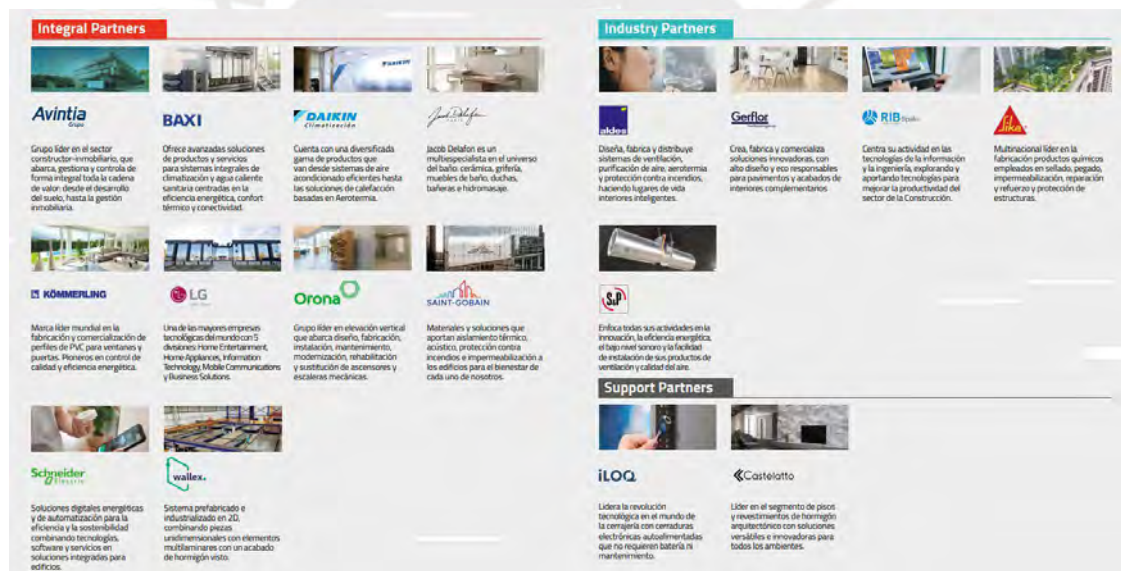 Integral Partners
Avintia
Grupo
Grupo líder en el sector
constructor-inmobiliario, que
abarca, gestiona y controla de
forma integral toda la cadena de
valor: desde el desarrollo
del suelo, hasta la gestión
inmobiliaria.
BAXI
Ofrece avanzadas soluciones
de productos y servicios
para sistemas integrales de
climatización y agua caliente
sanitaria centradas en la
eficiencia energética, confort
térmico y conectividad.
DAIKIN
DAIKIN
Climatización
Cuenta con una diversificada
gama de productos que
van desde sistemas de aire
acondicionado eficientes hasta
las soluciones de calefacción
basadas en Aerotermia.
Jacob Delafon
Jacob Delafon es un
multiespecialista en el universo
del baño: cerámica, grifería,
muebles de baño, duchas,
bañeras e hidromasaje.
KÖMMERLING
Marca líder mundial en la
fabricación y comercialización de
perfiles de PVC para ventanas y
puertas. Pioneros en control de
calidad y eficiencia energética.
LG
Una de las mayores empresas
tecnológicas del mundo con 5
divisiones: Home Entertainment,
Home Appliances, Information
Technology, Mobile Communications
y Business Solutions.
Orona
Grupo líder en elevación vertical
que abarca diseño, fabricación,
instalación, mantenimiento,
modernización, rehabilitación
y sustitución de ascensores y
escaleras mecánicas.
SAINT-GOBAIN
Materiales y soluciones que
aportan aislamiento térmico,
acústico, protección contra
incendios e impermeabilización a
los edificios para el bienestar de
cada uno de nosotros.
Schneider
Electric
Soluciones digitales energéticas
y de automatización para la
eficiencia y la sostenibilidad
combinando tecnologías,
software y servicios en
soluciones integradas para
edificios.
wallex.
Sistema prefabricado e
industrializado en 2D,
combinando piezas
unidimensionales con elementos
multilaminares con un acabado
de hormigón visto.
Industry Partners
aldes
Diseña, fabrica y distribuye
sistemas de ventilación,
purificación de aire, aerotermia
y protección contra incendios,
haciendo lugares de vida
interiores inteligentes.
Gerflor
Crea, fabrica y comercializa
soluciones innovadoras, con
alto diseño y eco responsables
para pavimentos y acabados de
interiores complementarios.
RIB Spain
Centra su actividad en las
tecnologías de la información
y la ingeniería, explorando y
aportando tecnologías para
mejorar la productividad del
sector de la Construcción.
Sika
Multinacional líder en la
fabricación productos químicos
empleados en sellado, pegado,
impermeabilización, reparación
y refuerzo y protección de
estructuras.
S&P
Enfoca todas sus actividades en la
innovación, la eficiencia energética,
el bajo nivel sonoro y la facilidad
de instalación de sus productos de
ventilación y calidad del aire.
Support Partners
iLOQ
Lidera la revolución
tecnológica en el mundo de
la cerrajería con cerraduras
electrónicas autoalimentadas
que no requieren batería ni
mantenimiento.
Castelatto
Líder en el segmento de pisos
y revestimientos de hormigón
arquitectónico con soluciones
versátiles e innovadoras para
todos los ambientes.